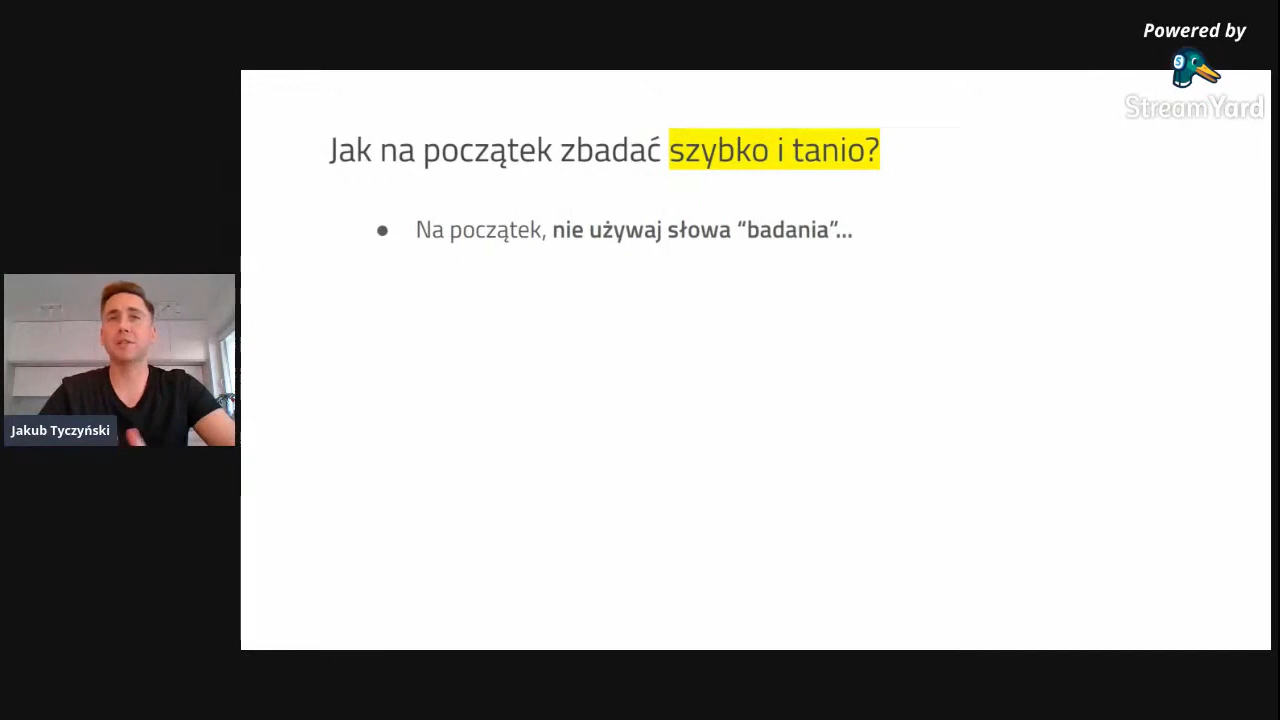 Powered by
StreamYard
Jak na początek zbadać szybko i tanio?
● Na początek, nie używaj słowa “badania”...
Jakub Tyczyński